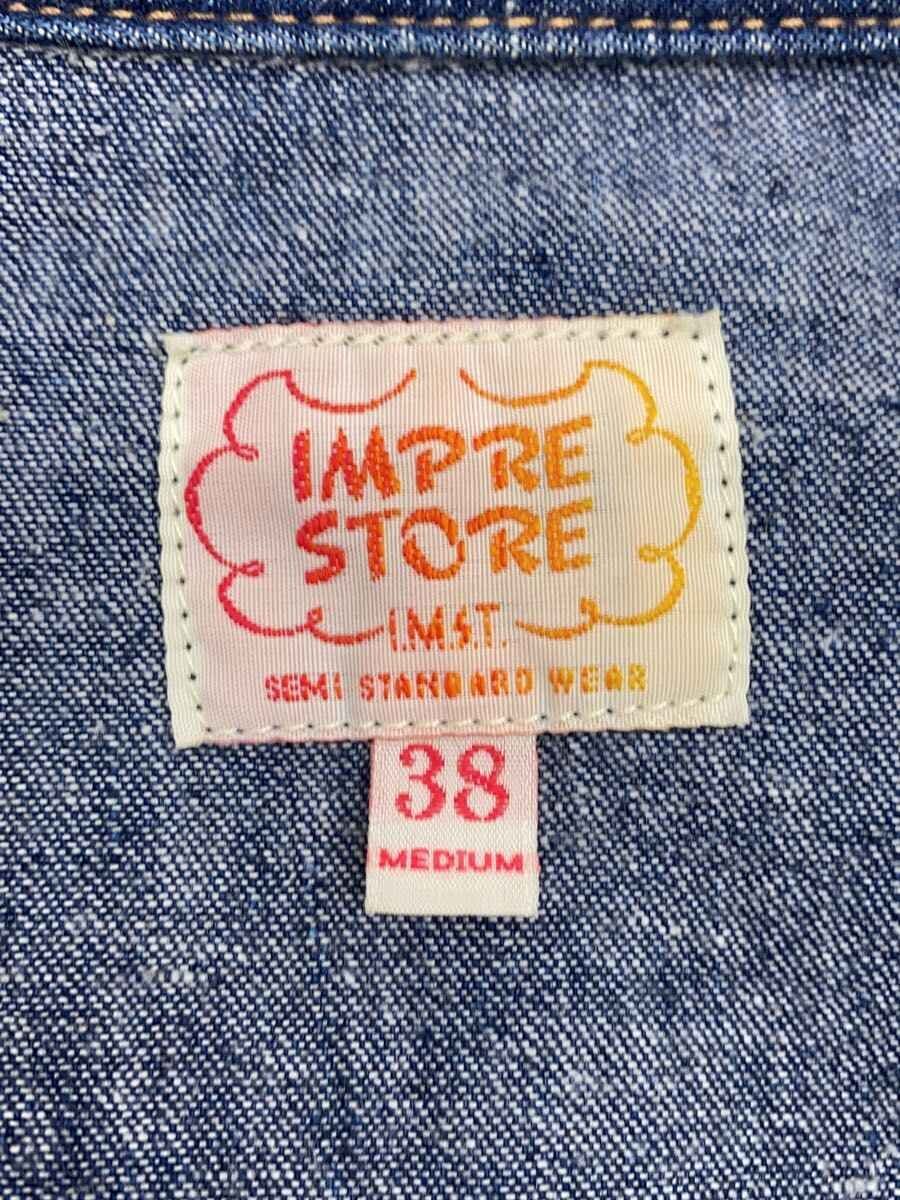 IMPRE
STORE
I.M.S.T.
SEMI STANDARD WEAR
38
MEDIUM